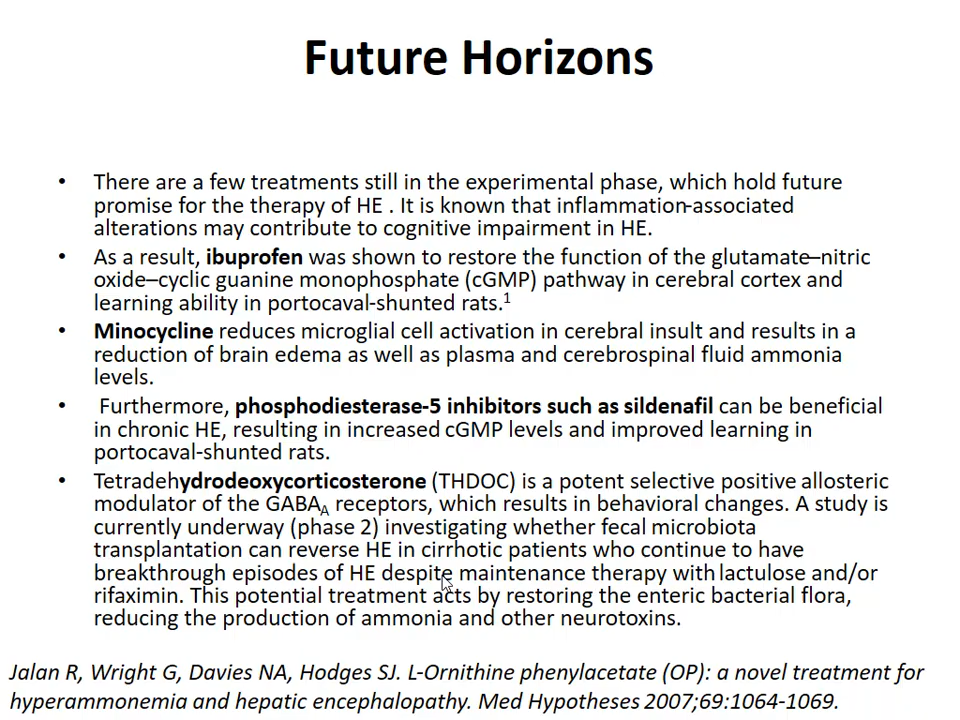 Future Horizons
• There are a few treatments still in the experimental phase, which hold future
promise for the therapy of HE . It is known that inflammation-associated
alterations may contribute to cognitive impairment in HE.
• As a result, ibuprofen was shown to restore the function of the glutamate–nitric
oxide–cyclic guanine monophosphate (cGMP) pathway in cerebral cortex and
learning ability in portocaval-shunted rats.1
• Minocycline reduces microglial cell activation in cerebral insult and results in a
reduction of brain edema as well as plasma and cerebrospinal fluid ammonia
levels.
• Furthermore, phosphodiesterase-5 inhibitors such as sildenafil can be beneficial
in chronic HE, resulting in increased cGMP levels and improved learning in
portocaval-shunted rats.
• Tetradehydrodeoxycorticosterone (THDOC) is a potent selective positive allosteric
modulator of the GABAA receptors, which results in behavioral changes. A study is
currently underway (phase 2) investigating whether fecal microbiota
transplantation can reverse HE in cirrhotic patients who continue to have
breakthrough episodes of HE despite maintenance therapy with lactulose and/or
rifaximin. This potential treatment acts by restoring the enteric bacterial flora,
reducing the production of ammonia and other neurotoxins.
Jalan R, Wright G, Davies NA, Hodges SJ. L-Ornithine phenylacetate (OP): a novel treatment for
hyperammonemia and hepatic encephalopathy. Med Hypotheses 2007;69:1064-1069.